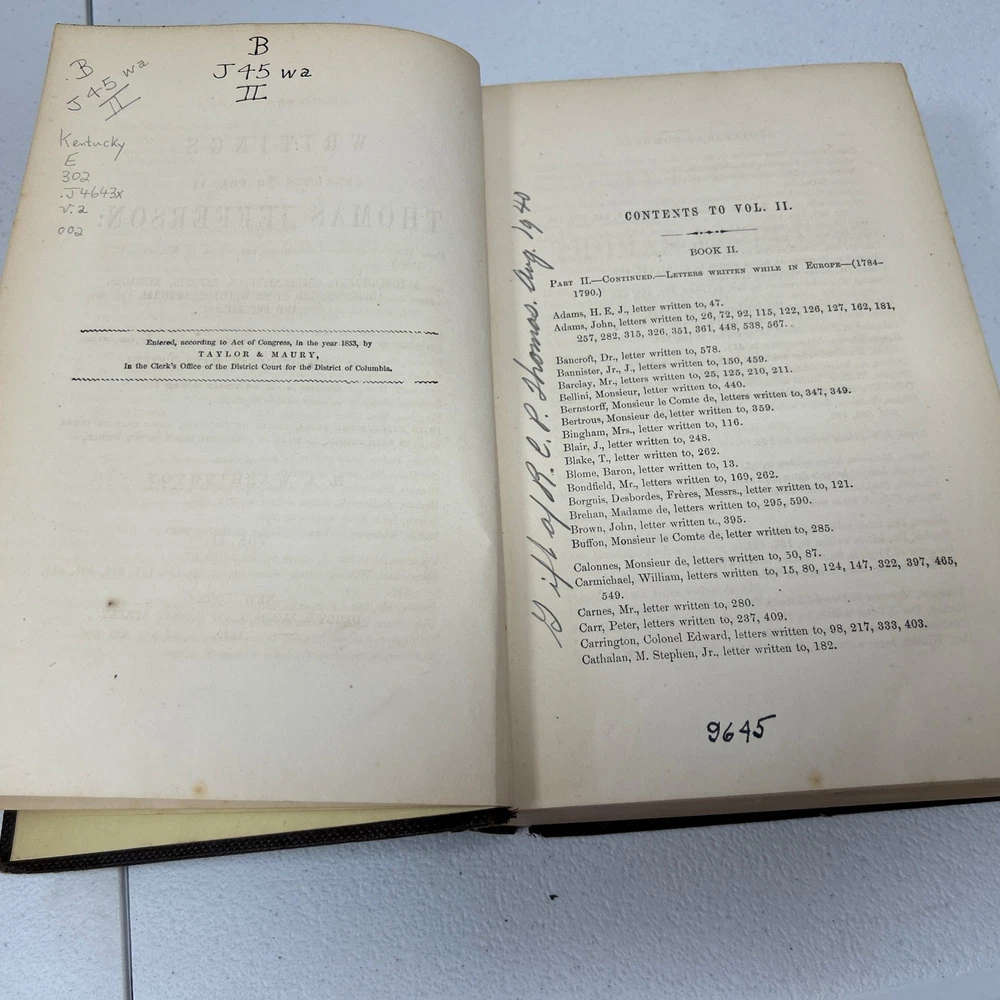 B
J45 wa
II
B
J45 wa
II
Kentucky
E
302
.J4643x
v.2
002
WRITINGS
THOMAS JEFFERSON:
Entered, according to Act of Congress, in the year 1853, by
TAYLOR & MAURY,
In the Clerk's Office of the District Court for the District of Columbia.
Gift of R. C. P. Thomas. Aug. 1940
CONTENTS TO VOL. II.
BOOK II.
Part II.—Continued.—Letters written while in Europe—(1784–
1790.)
Adams, H. E. J., letter written to, 47.
Adams, John, letters written to, 26, 72, 92, 115, 122, 126, 127, 162, 181,
257, 282, 315, 326, 351, 361, 448, 538, 567.
Bancroft, Dr., letter written to, 578.
Bannister, Jr., J., letters written to, 150, 459.
Barclay, Mr., letters written to, 25, 125, 210, 211.
Bellini, Monsieur, letter written to, 440.
Bernstorff, Monsieur le Comte de, letters written to, 347, 349.
Bertrous, Monsieur de, letter written to, 359.
Bingham, Mrs., letter written to, 116.
Blair, J., letter written to, 248.
Blake, T., letter written to, 262.
Blome, Baron, letter written to, 13.
Bondfield, Mr., letters written to, 169, 262.
Borgnis, Desbordes, Frères, Messrs., letter written to, 121.
Brehan, Madame de, letters written to, 295, 590.
Brown, John, letter written to, 395.
Buffon, Monsieur le Comte de, letter written to, 285.
Calonnes, Monsieur de, letters written to, 50, 87.
Carmichael, William, letters written to, 15, 80, 124, 147, 322, 397, 465,
549.
Carnes, Mr., letter written to, 280.
Carr, Peter, letters written to, 237, 409.
Carrington, Colonel Edward, letters written to, 98, 217, 333, 403.
Cathalan, M. Stephen, Jr., letter written to, 182.
9645